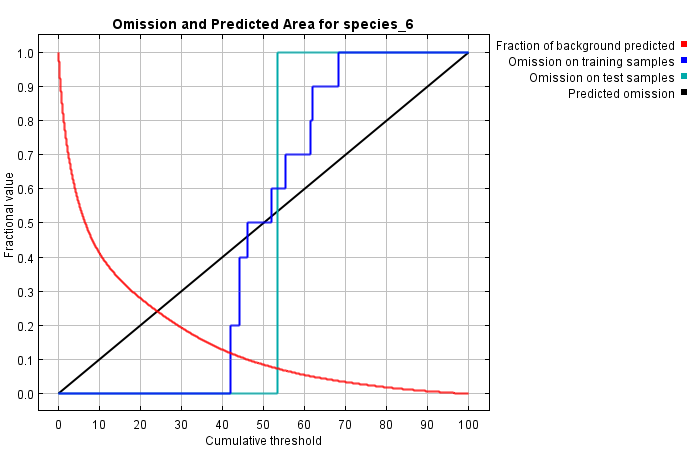 Omission and Predicted Area for species_6
Fraction of background predicted
Omission on training samples
Omission on test samples
Predicted omission
Fractional value
1.0
0.9
0.8
0.7
0.6
0.5
0.4
0.3
0.2
0.1
0.0
0 10 20 30 40 50 60 70 80 90 100
Cumulative threshold